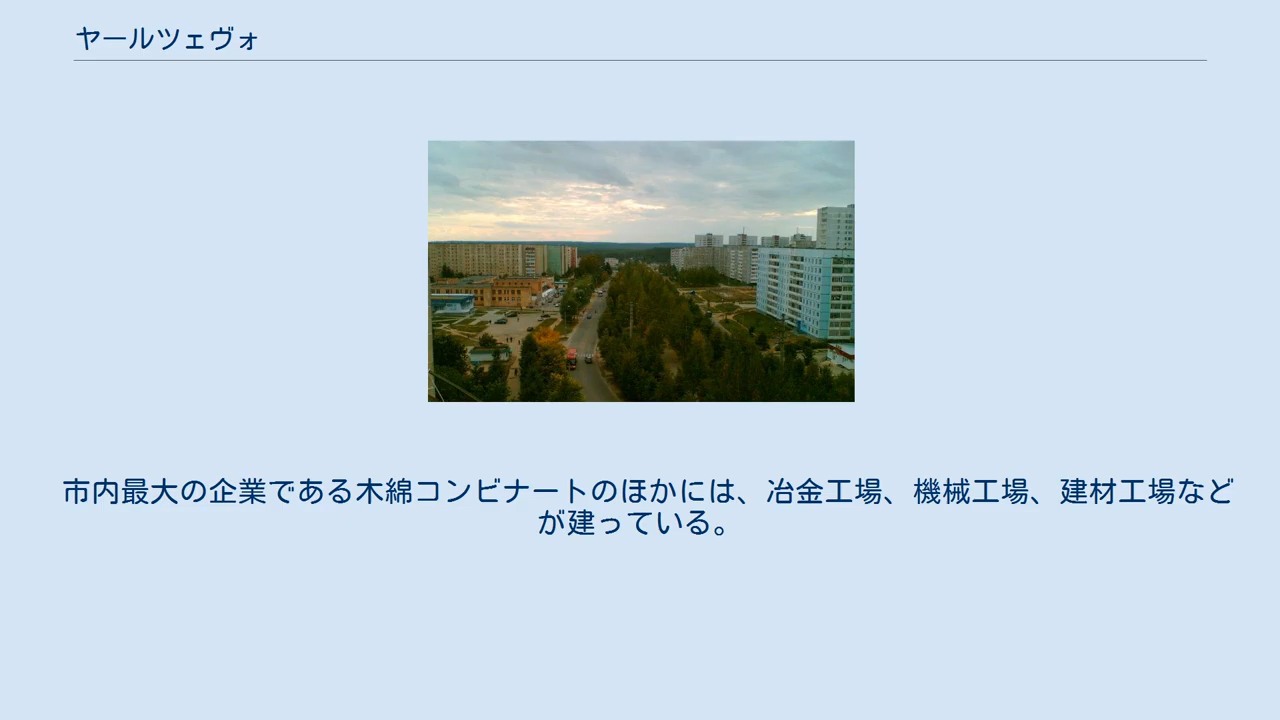 ヤールツェヴォ
市内最大の企業である木綿コンビナートのほかには、冶金工場、機械工場、建材工場など
が建っている。